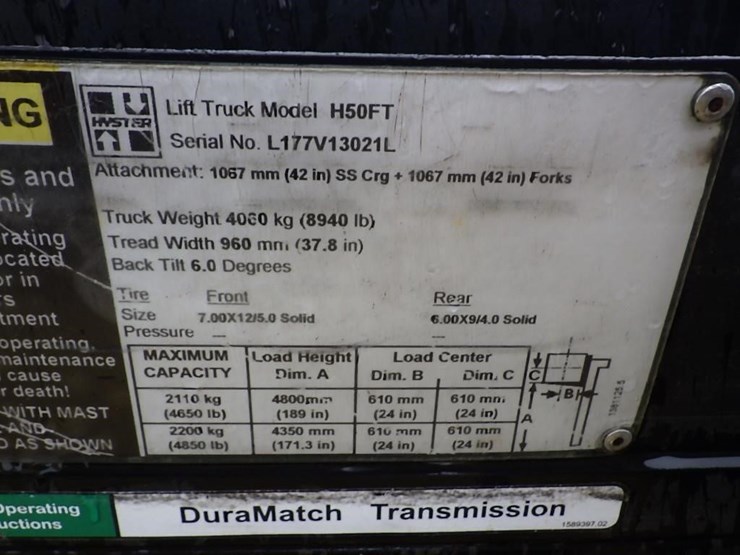 NG
HYSTER
Lift Truck Model H50FT
Serial No. L177V13021L
Attachment: 1067 mm (42 in) SS Crg + 1067 mm (42 in) Forks
Truck Weight 4060 kg (8940 lb)
Tread Width 960 mm (37.8 in)
Back Tilt 6.0 Degrees
Tire Front Rear
Size 7.00X12/5.0 Solid 6.00X9/4.0 Solid
Pressure — —
MAXIMUM CAPACITY Load Height Dim. A Load Center Dim. B Dim. C
2110 kg (4650 lb) 4800mm (189 in) 610 mm (24 in) 610 mm (24 in)
2200 kg (4850 lb) 4350 mm (171.3 in) 610 mm (24 in) 610 mm (24 in)
C
B
A
s and
nly
rating
ocated
or in
rs
tment
operating.
maintenance
cause
r death!
WITH MAST
AND
D AS SHOWN
Operating
uctions
DuraMatch Transmission
1589397 02